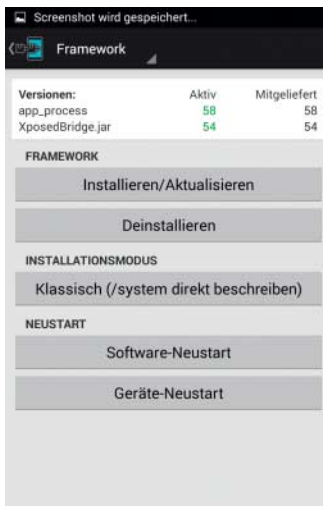 Screenshot wird gespeichert...
Framework
Versionen: Aktiv Mitgeliefert
app_process 58 58
XposedBridge.jar 54 54
FRAMEWORK
Installieren/Aktualisieren
Deinstallieren
INSTALLATIONSMODUS
Klassisch (/system direkt beschreiben)
NEUSTART
Software-Neustart
Geräte-Neustart